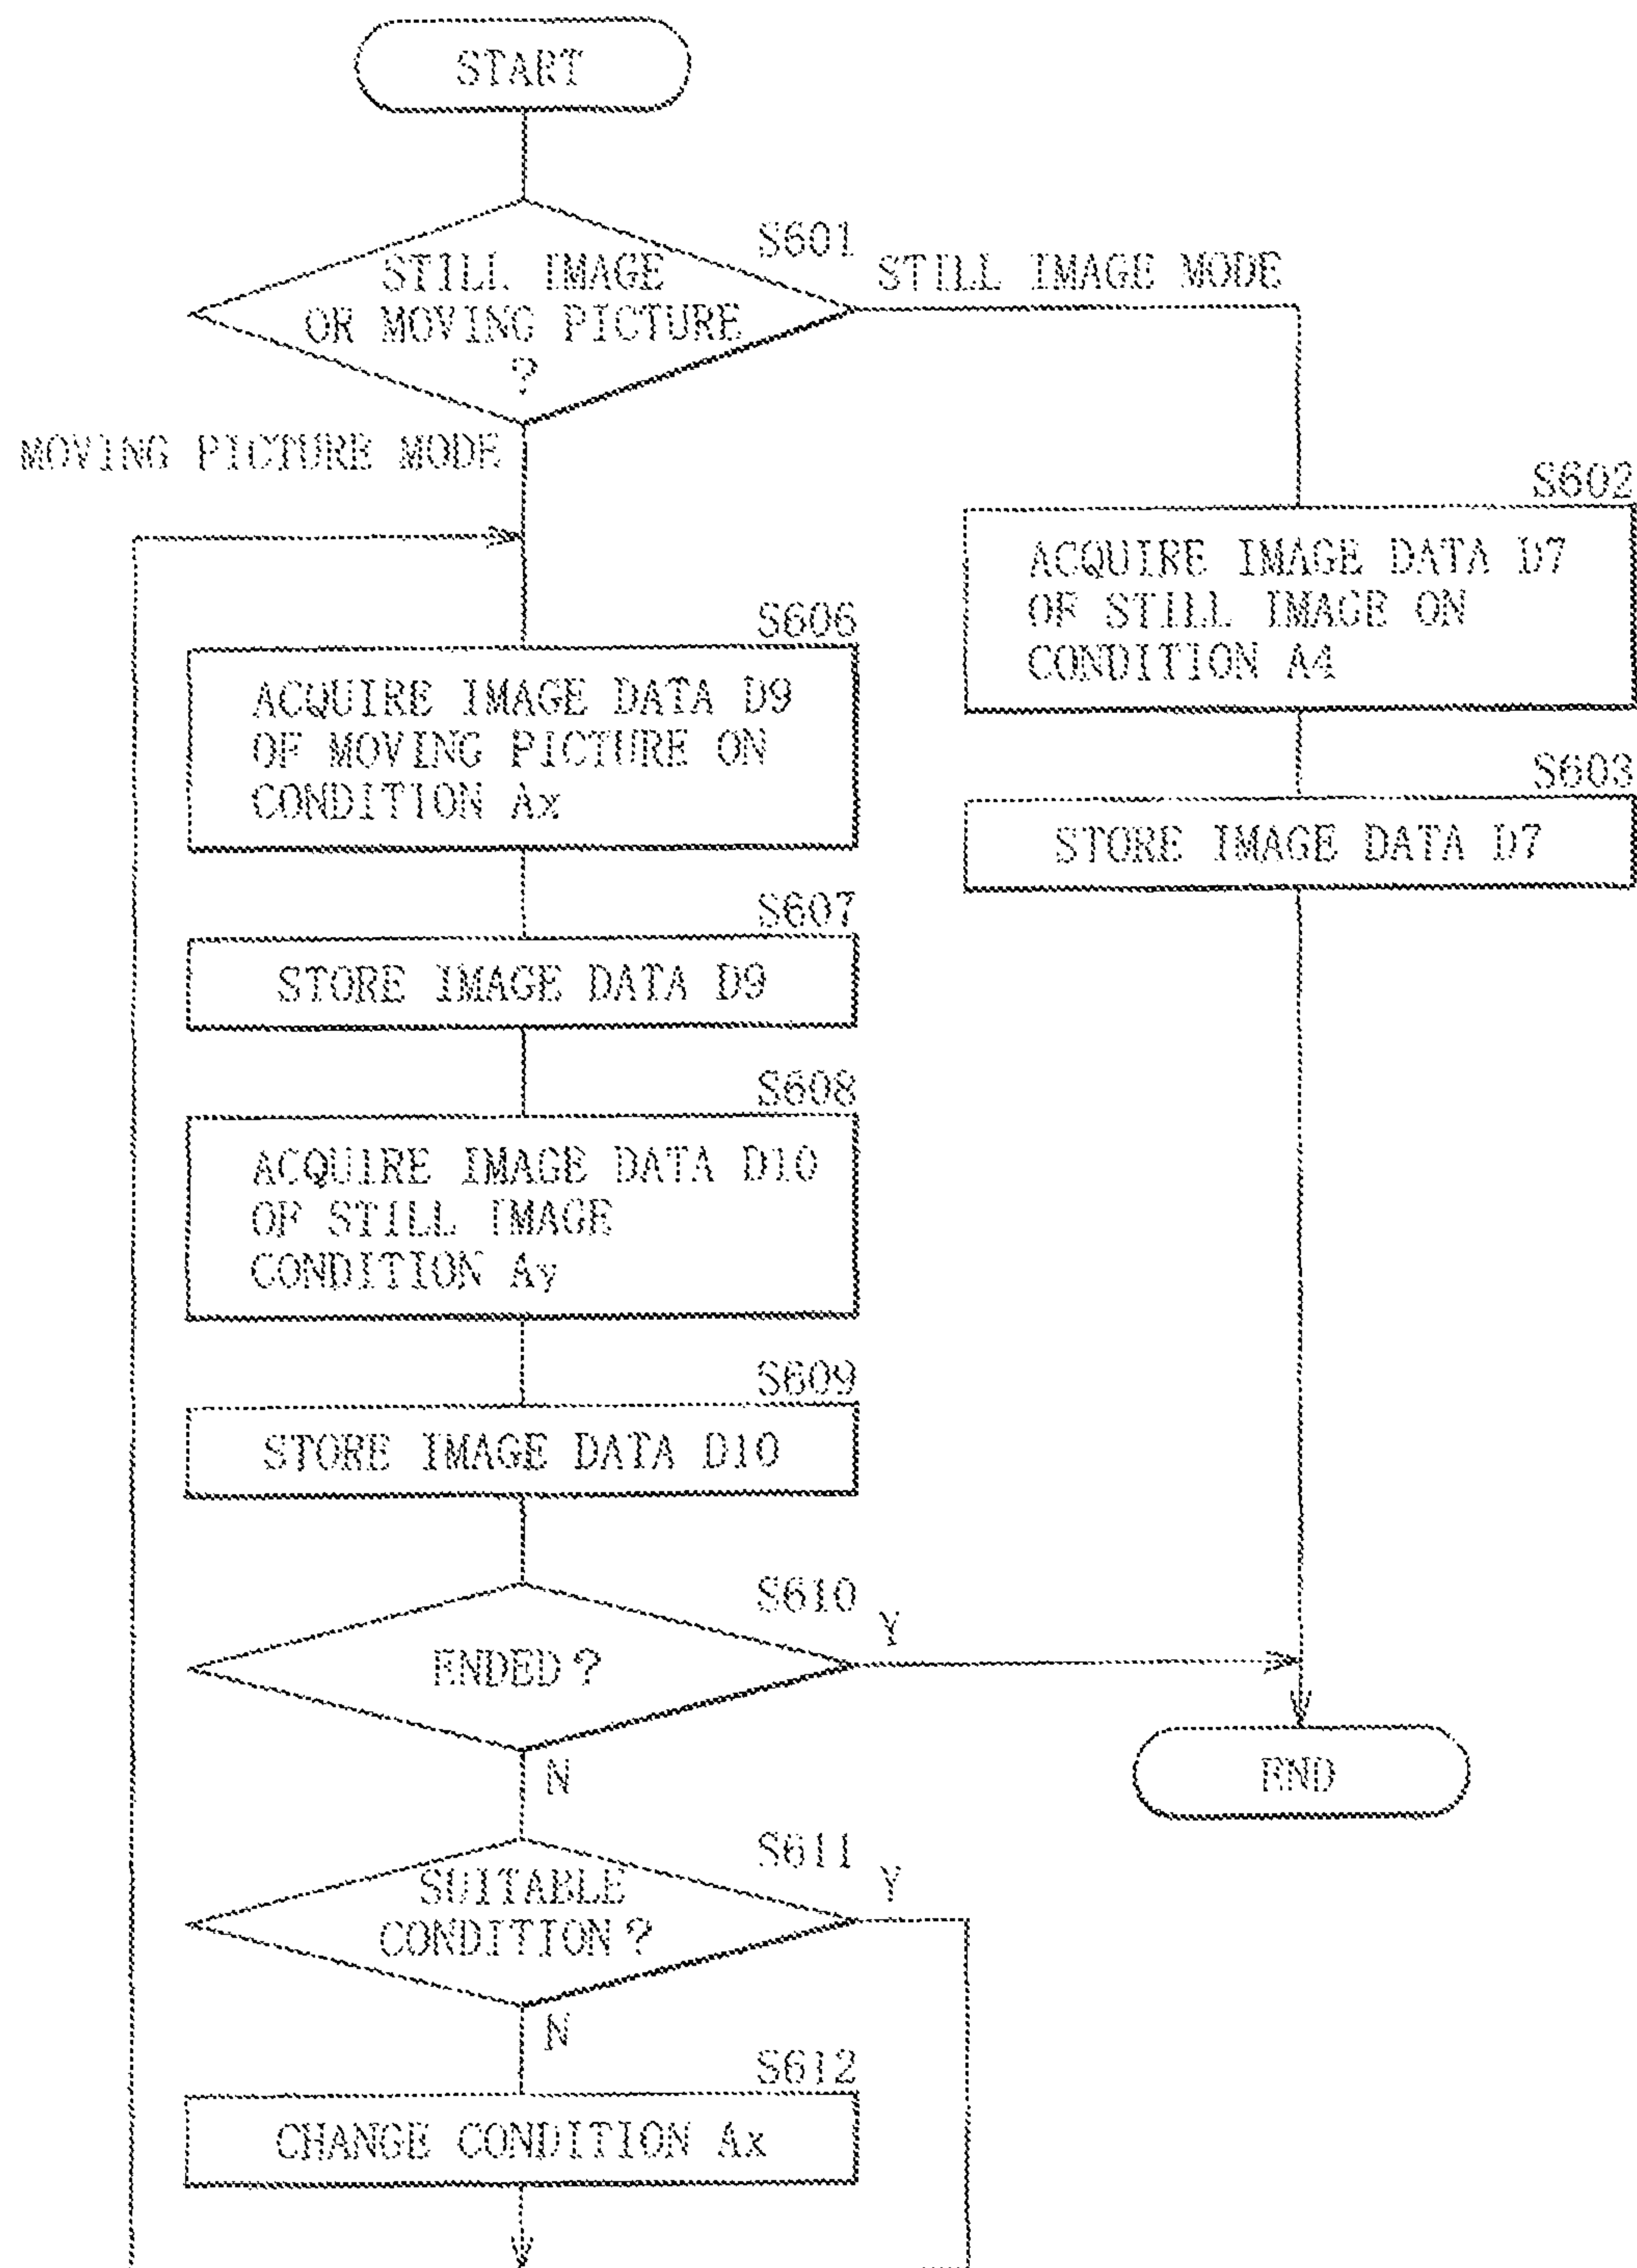 START
S601
STILL IMAGE
OR MOVING PICTURE
?
STILL IMAGE MODE
MOVING PICTURE MODE
S602
ACQUIRE IMAGE DATA D7
OF STILL IMAGE ON
CONDITION A4
S603
STORE IMAGE DATA D7
S606
ACQUIRE IMAGE DATA D9
OF MOVING PICTURE ON
CONDITION Ax
S607
STORE IMAGE DATA D9
S608
ACQUIRE IMAGE DATA D10
OF STILL IMAGE
CONDITION Ay
S609
STORE IMAGE DATA D10
S610
Y
ENDED?
N
END
S611
Y
SUITABLE
CONDITION?
N
S612
CHANGE CONDITION Ax